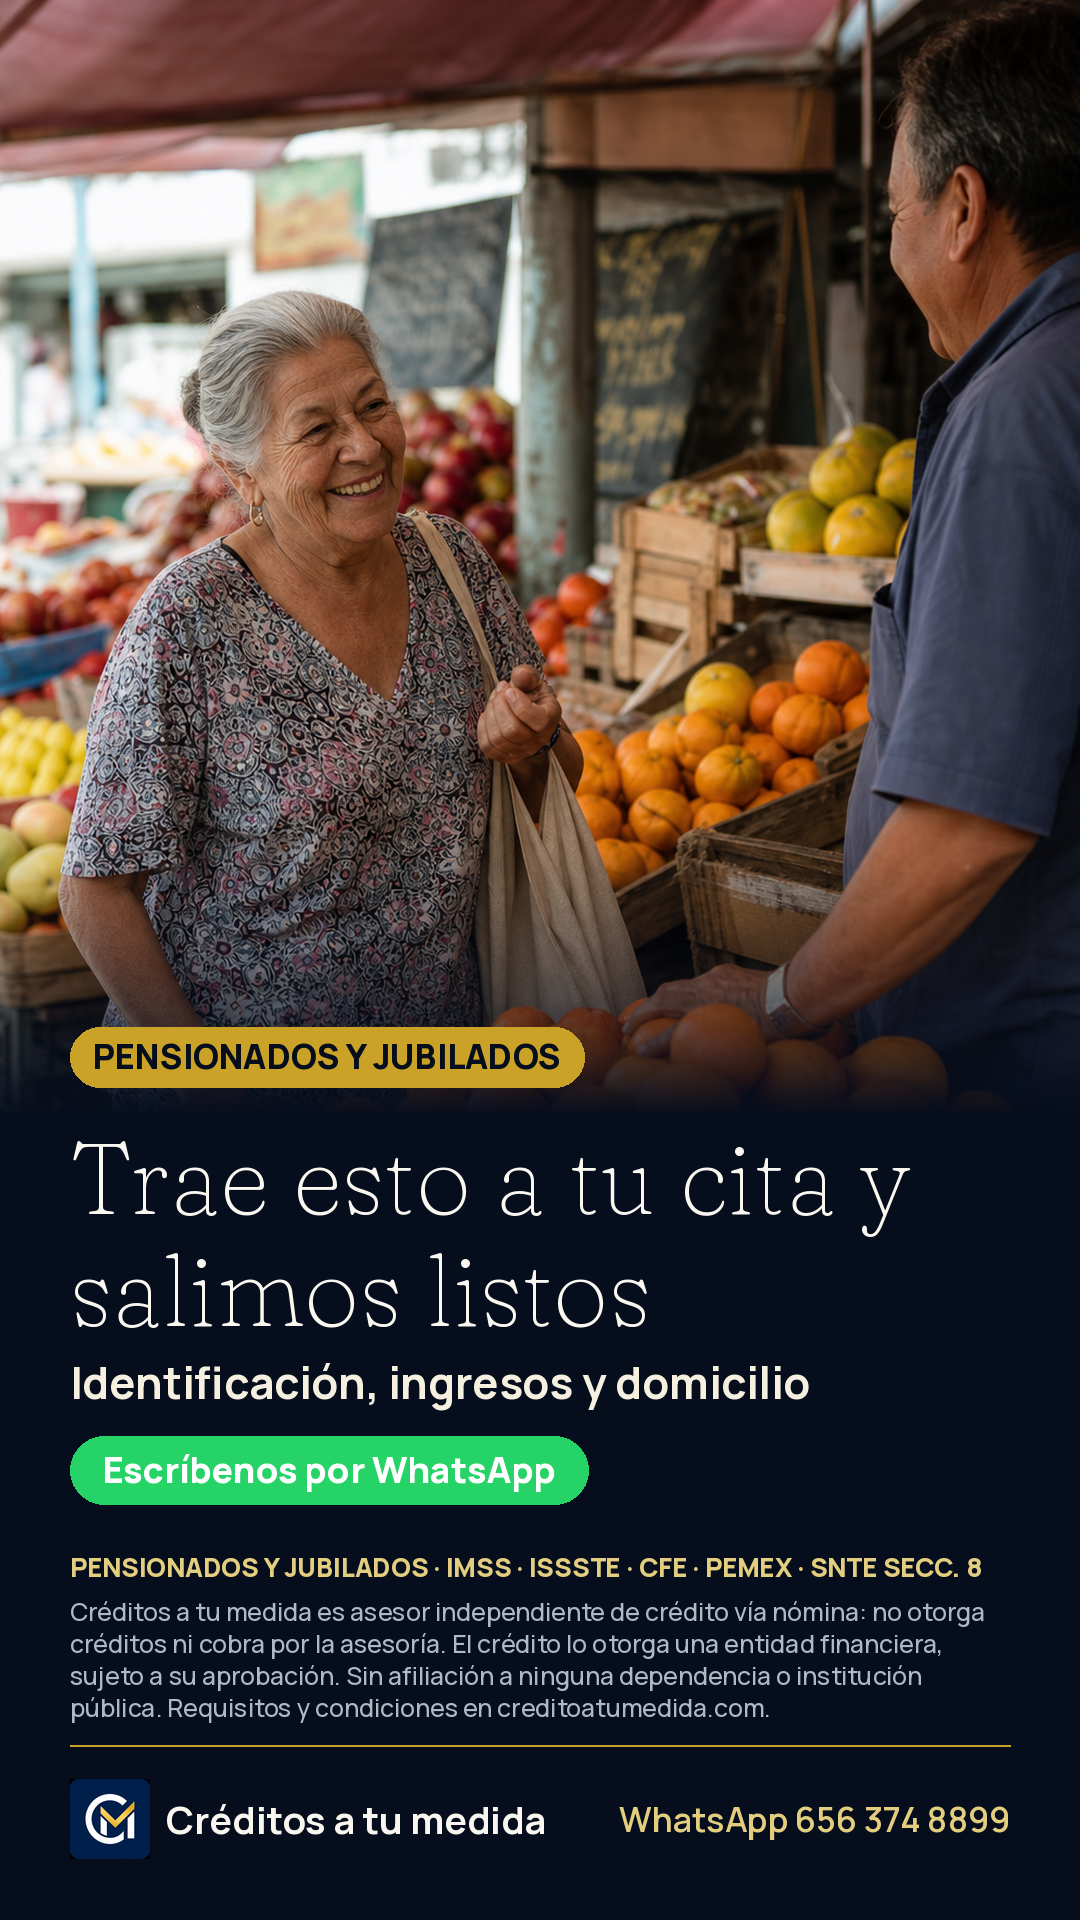 PENSIONADOS Y JUBILADOS
Trae esto a tu cita y
salimos listos
Identificación, ingresos y domicilio
Escríbenos por WhatsApp
PENSIONADOS Y JUBILADOS · IMSS · ISSSTE · CFE · PEMEX · SNTE SECC. 8
Créditos a tu medida es asesor independiente de crédito vía nómina: no otorga
créditos ni cobra por la asesoría. El crédito lo otorga una entidad financiera,
sujeto a su aprobación. Sin afiliación a ninguna dependencia o institución
pública. Requisitos y condiciones en creditoatumedida.com.
Créditos a tu medida
WhatsApp 656 374 8899